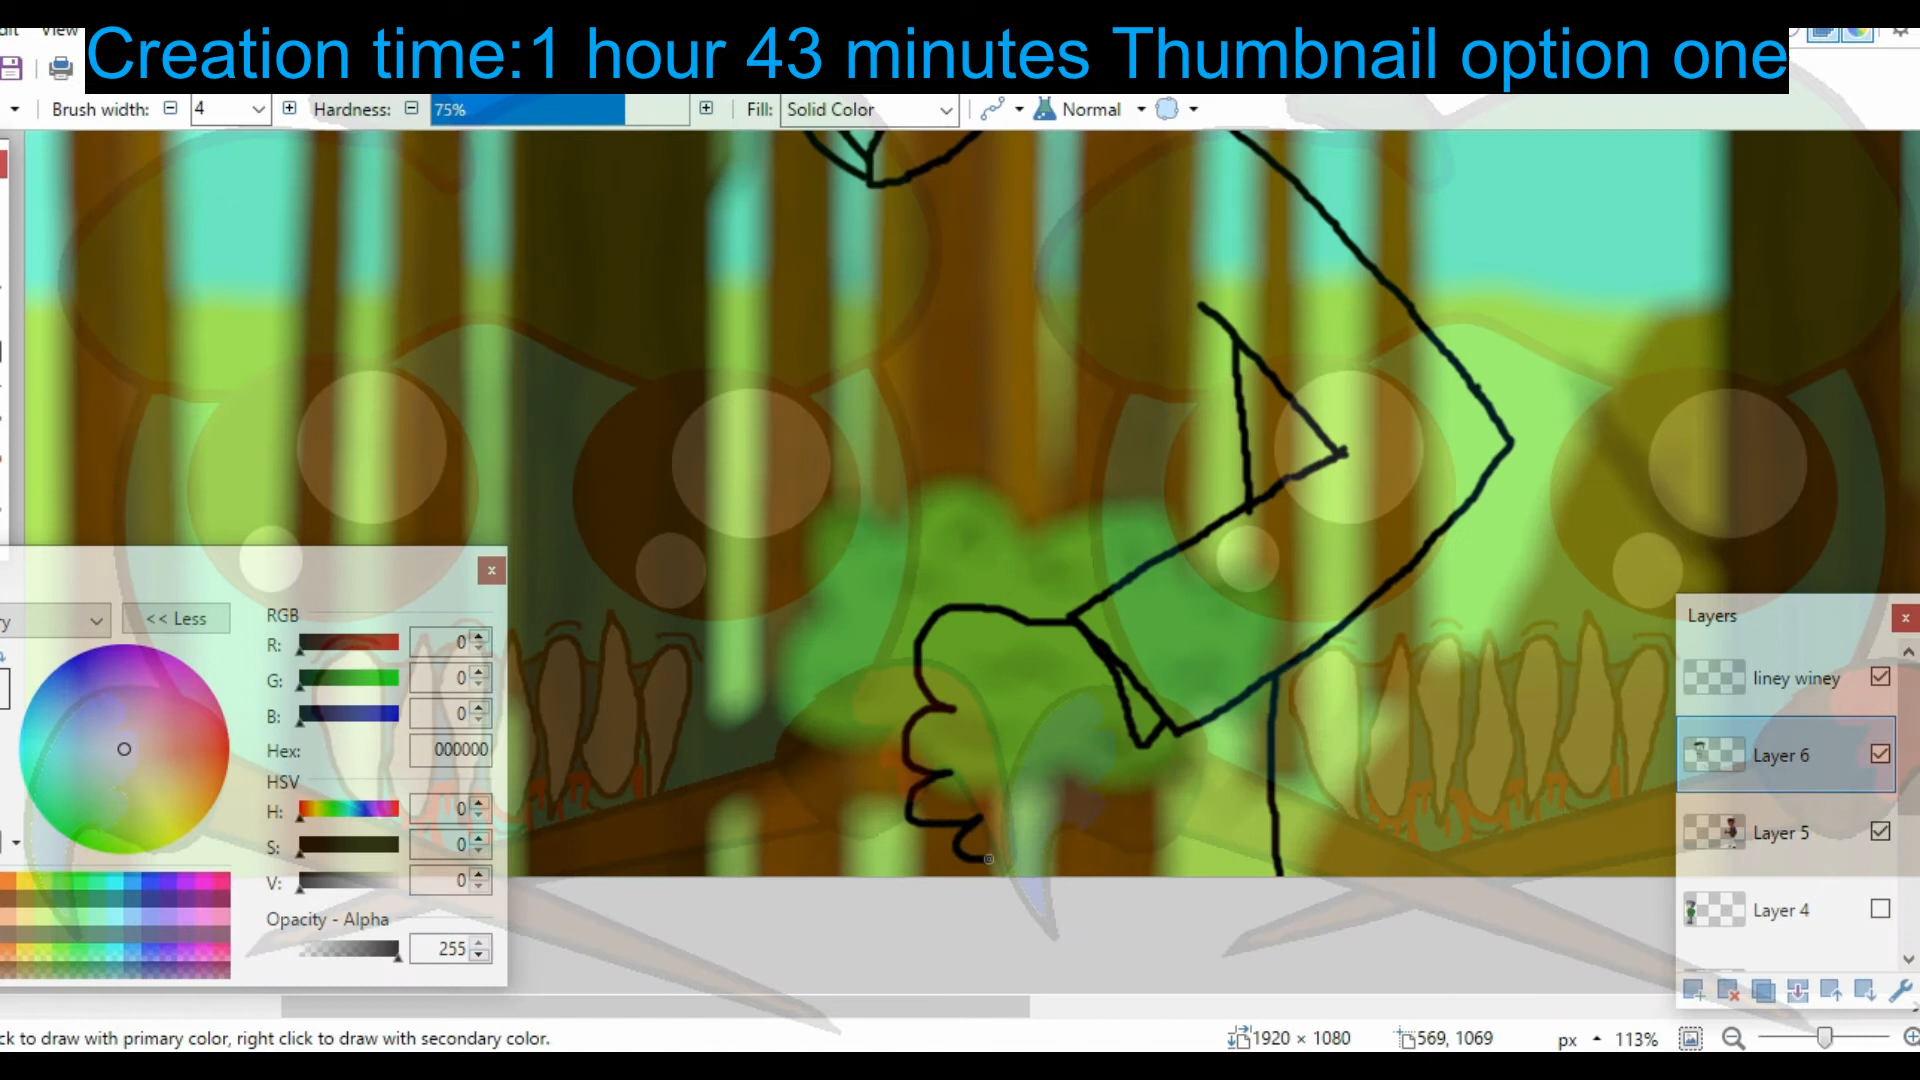 Creation time:1 hour 43 minutes Thumbnail option one
View
Brush width: 4 Hardness: 75% Fill: Solid Color Normal
<< Less
RGB
R: 0
G: 0
B: 0
Hex: 000000
HSV
H: 0
S: 0
V: 0
Opacity - Alpha
255
Layers
liney winey
Layer 6
Layer 5
Layer 4
ck to draw with primary color, right click to draw with secondary color.
1920 × 1080
569, 1069
px
113%